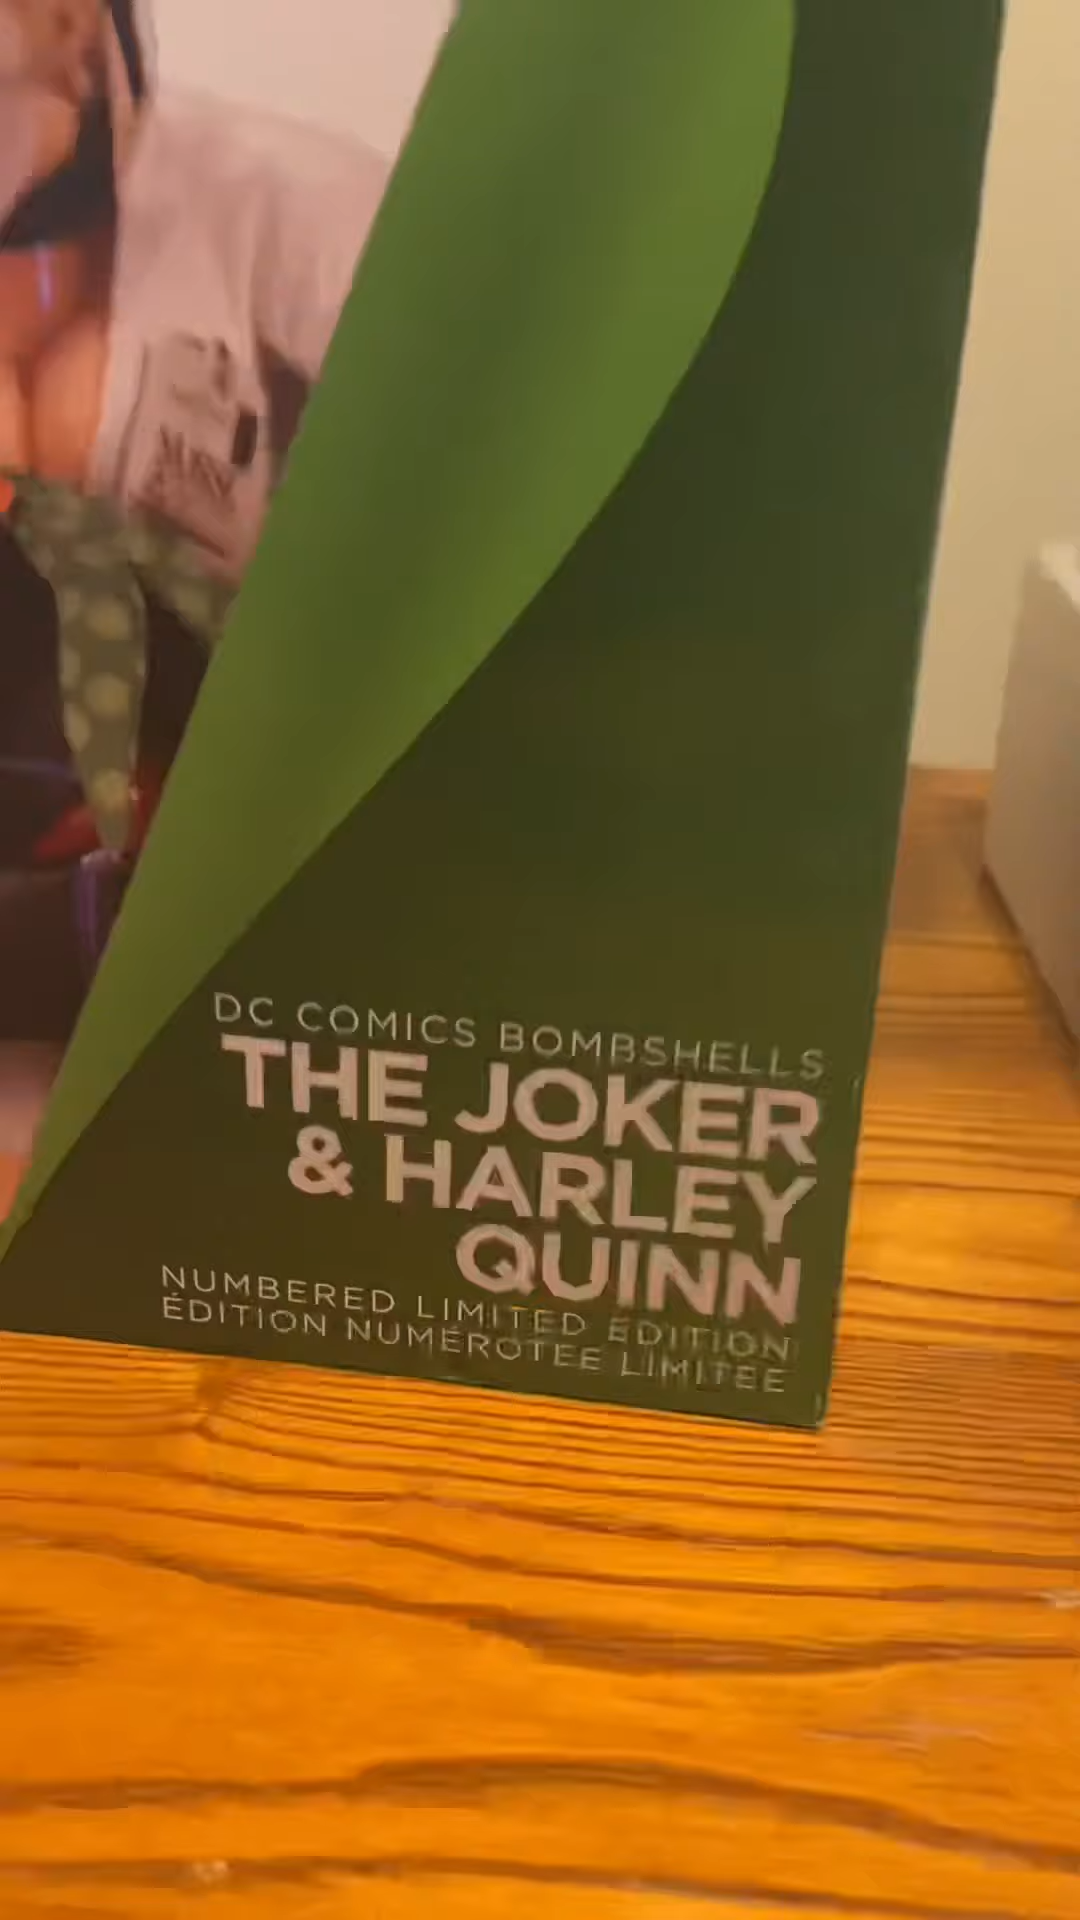 DC COMICS BOMBSHELLS
THE JOKER
& HARLEY
QUINN
NUMBERED LIMITED EDITION
ÉDITION NUMÉROTÉE LIMITÉE